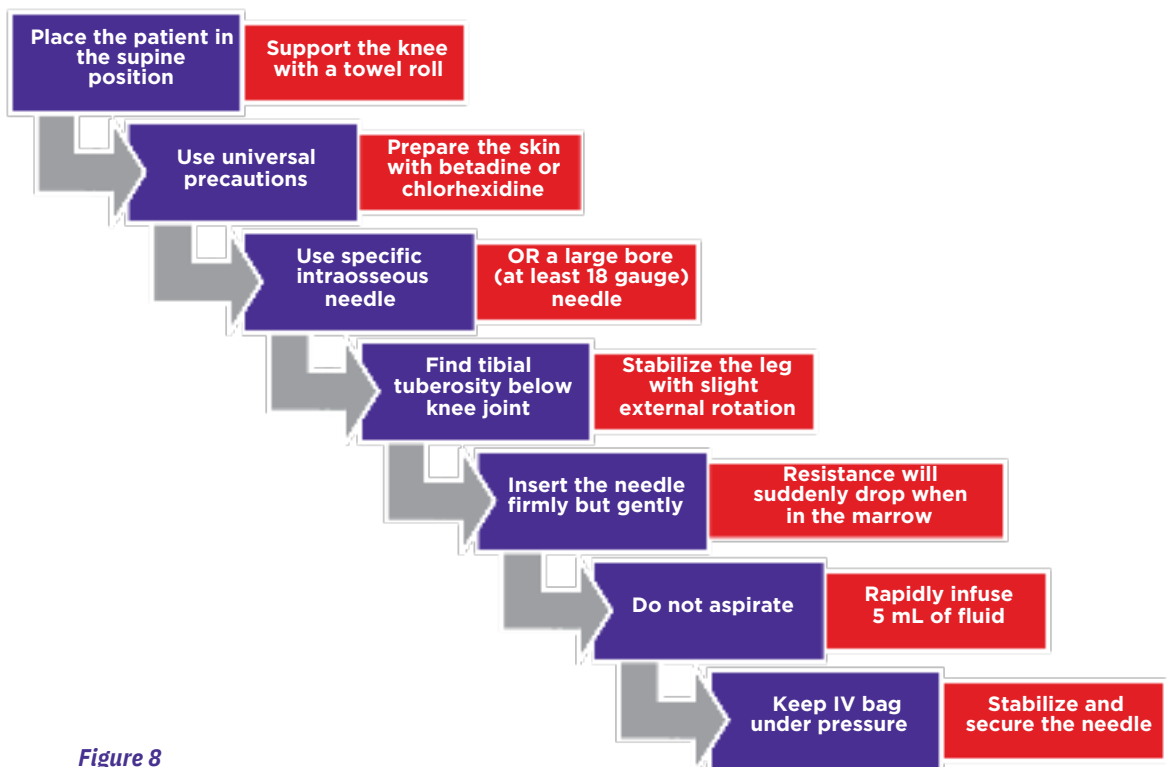 Place the patient in
the supine
position
Support the knee
with a towel roll
Use universal
precautions
Prepare the skin
with betadine or
chlorhexidine
Use specific
intraosseous
needle
OR a large bore
(at least 18 gauge)
needle
Find tibial
tuberosity below
knee joint
Stabilize the leg
with slight
external rotation
Insert the needle
firmly but gently
Resistance will
suddenly drop when
in the marrow
Do not aspirate
Rapidly infuse
5 mL of fluid
Keep IV bag
under pressure
Stabilize and
secure the needle
Figure 8